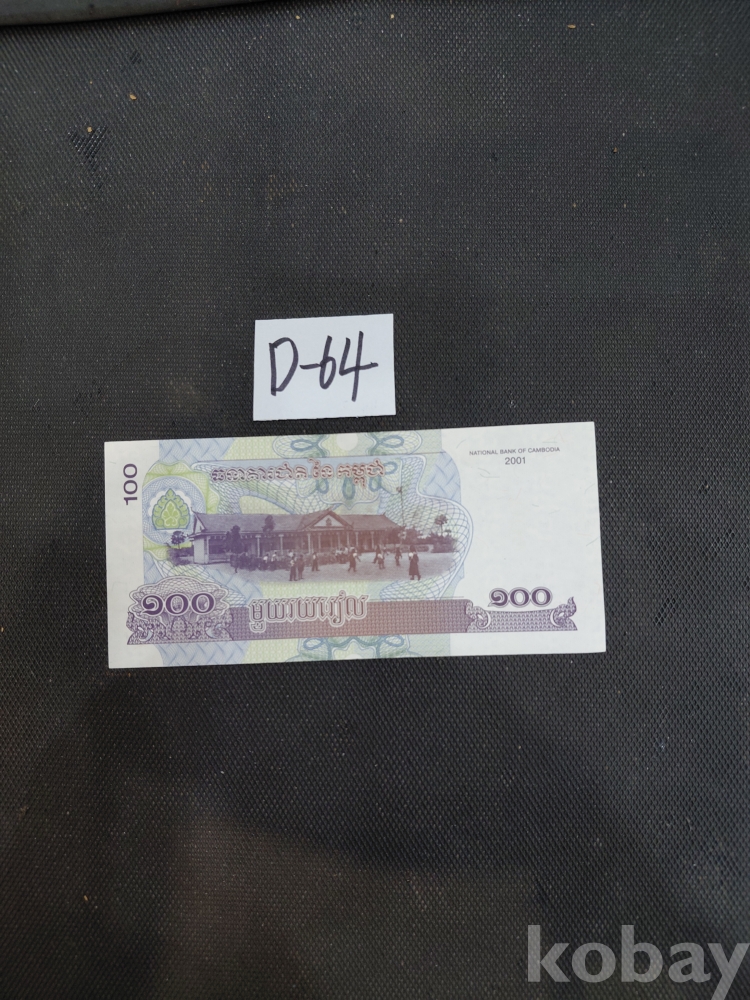 D-64
100
ធនាគារជាតិ នៃ កម្ពុជា
NATIONAL BANK OF CAMBODIA
2001
១០០
មួយរយរៀល
១០០
kobay